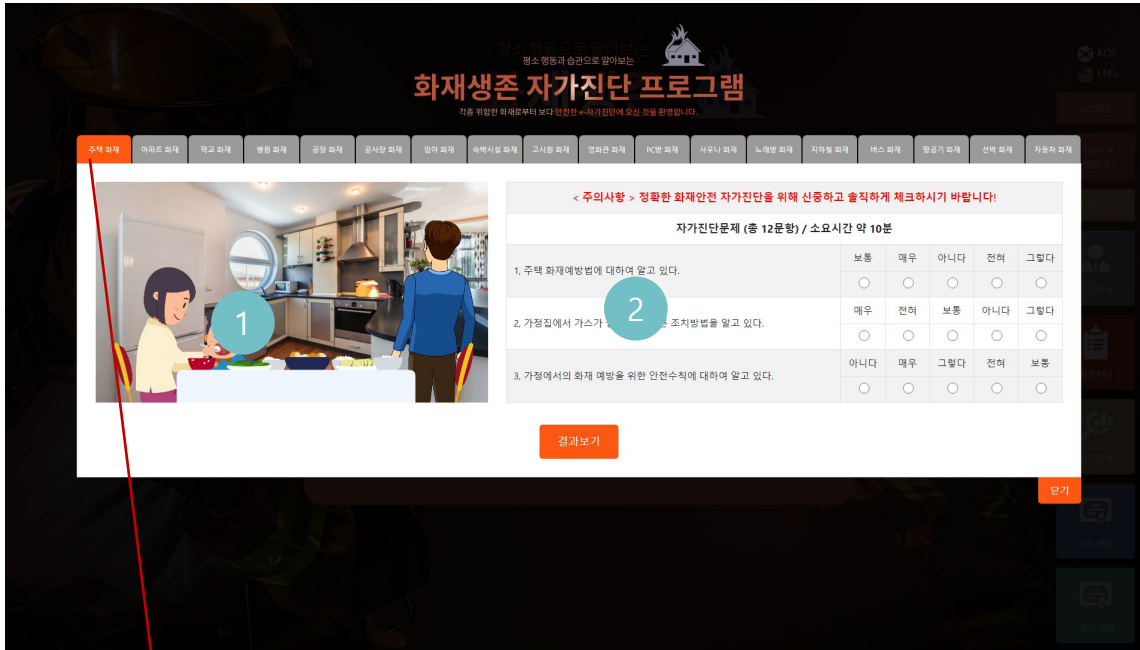 평소 행동과 습관으로 알아보는
화재생존 자가진단 프로그램
각종 위험한 화재로부터 보다 안전한 e-자가진단에 오신 것을 환영합니다.
KOR
ENG
로그아웃
주택 화재
아파트 화재
학교 화재
병원 화재
공장 화재
공사장 화재
임야 화재
숙박시설 화재
고시원 화재
영화관 화재
PC방 화재
사우나 화재
노래방 화재
지하철 화재
버스 화재
항공기 화재
선박 화재
자동차 화재
< 주의사항 > 정확한 화재안전 자가진단을 위해 신중하고 솔직하게 체크하시기 바랍니다!
자가진단문제 (총 12문항) / 소요시간 약 10분
1, 주택 화재예방법에 대하여 알고 있다.
보통 매우 아니다 전혀 그렇다
2, 가정집에서 가스가 조치방법을 알고 있다.
매우 전혀 보통 아니다 그렇다
3, 가정에서의 화재 예방을 위한 안전수칙에 대하여 알고 있다.
아니다 매우 그렇다 전혀 보통
1
2
결과보기
닫기